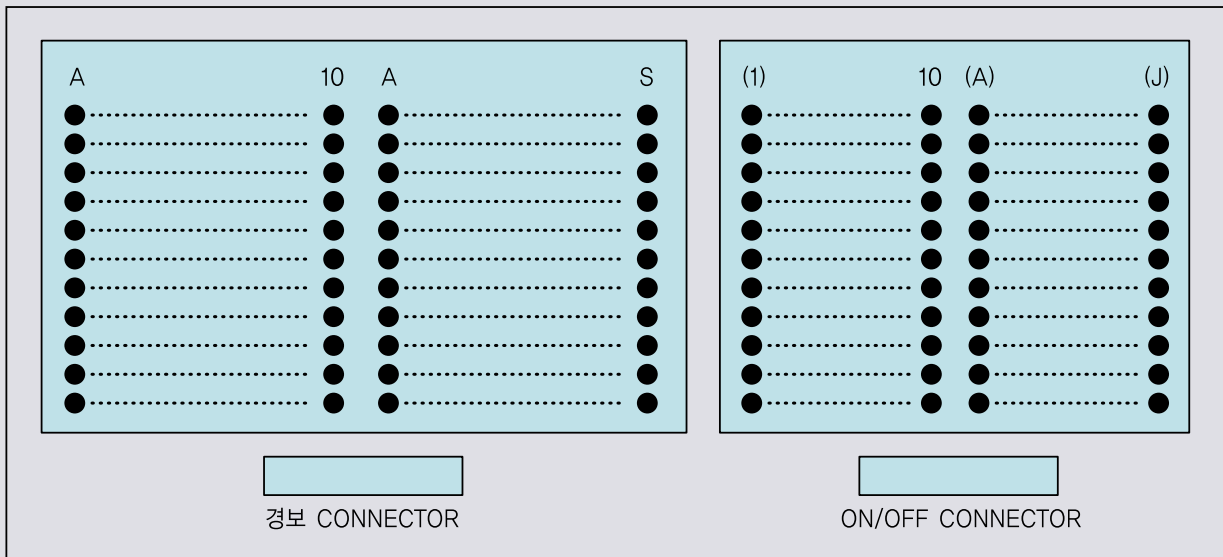 A 10 A S (1) 10 (A) (J)
경보 CONNECTOR
ON/OFF CONNECTOR